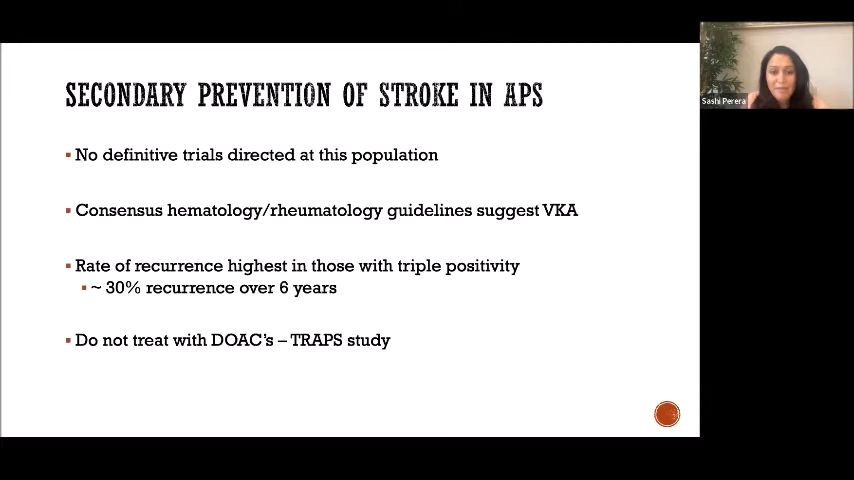 SECONDARY PREVENTION OF STROKE IN APS
Sashi Perera
▪ No definitive trials directed at this population
▪ Consensus hematology/rheumatology guidelines suggest VKA
▪ Rate of recurrence highest in those with triple positivity
▪ ~ 30% recurrence over 6 years
▪ Do not treat with DOAC's – TRAPS study